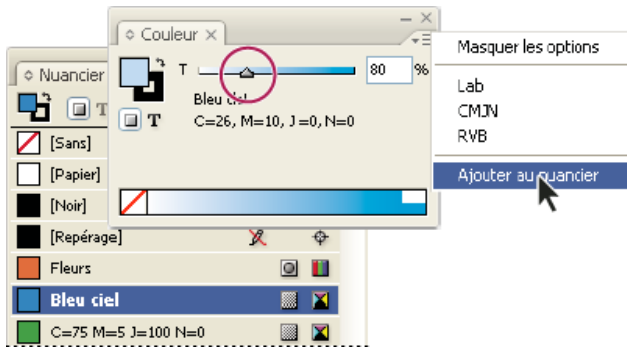 Couleur
T 80 %
Bleu ciel
C=26, M=10, J=0, N=0
T
Masquer les options
Lab
CMJN
RVB
Ajouter au nuancier
Nuancier
T
[Sans]
[Papier]
[Noir]
[Repérage]
Fleurs
Bleu ciel
C=75 M=5 J=100 N=0